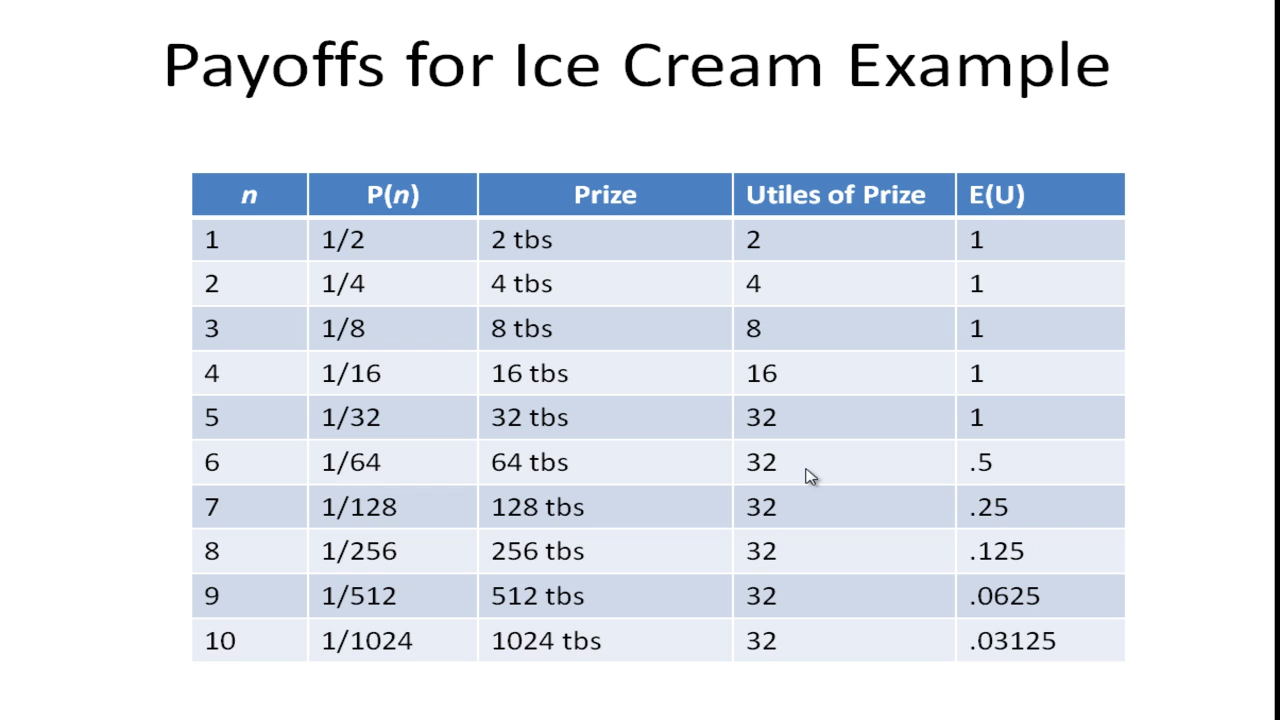 Payoffs for Ice Cream Example
n P(n) Prize Utiles of Prize E(U)
1 1/2 2 tbs 2 1
2 1/4 4 tbs 4 1
3 1/8 8 tbs 8 1
4 1/16 16 tbs 16 1
5 1/32 32 tbs 32 1
6 1/64 64 tbs 32 .5
7 1/128 128 tbs 32 .25
8 1/256 256 tbs 32 .125
9 1/512 512 tbs 32 .0625
10 1/1024 1024 tbs 32 .03125